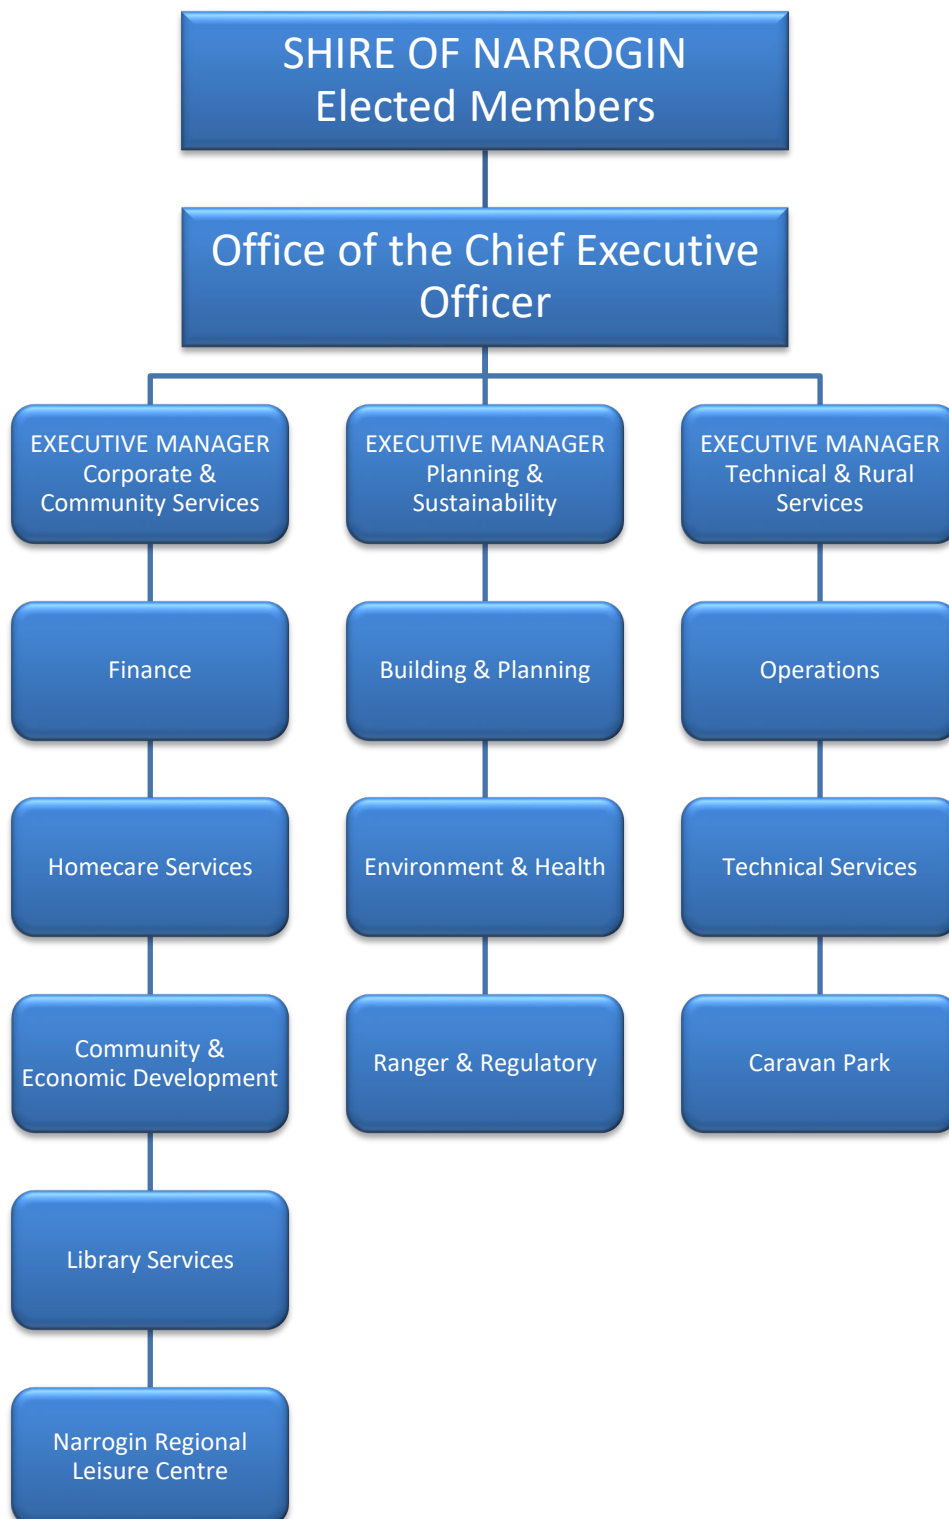 SHIRE OF NARROGIN
Elected Members
Office of the Chief Executive
Officer
EXECUTIVE MANAGER
Corporate &
Community Services
Finance
Homecare Services
Community &
Economic Development
Library Services
Narrogin Regional
Leisure Centre
EXECUTIVE MANAGER
Planning &
Sustainability
Building & Planning
Environment & Health
Ranger & Regulatory
EXECUTIVE MANAGER
Technical & Rural
Services
Operations
Technical Services
Caravan Park